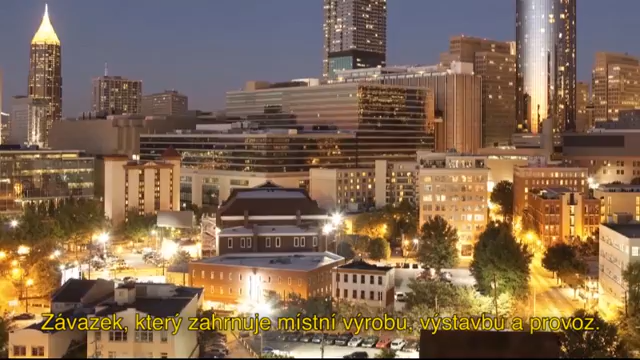 Závazek, který zahrnuje místní výrobu, výstavbu a provoz.